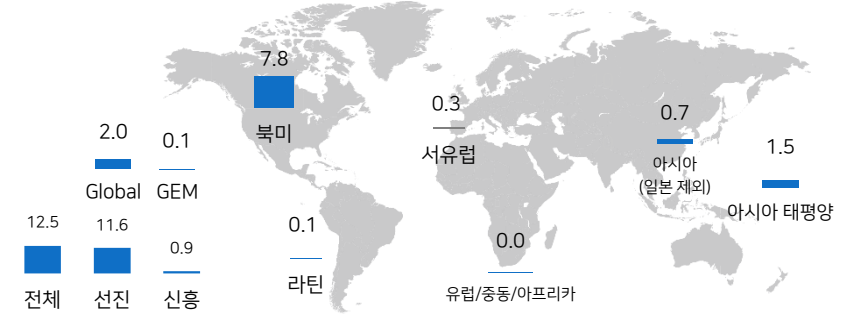 7.8
북미
0.3
서유럽
0.7
아시아
(일본 제외)
1.5
아시아 태평양
2.0
Global
0.1
GEM
12.5
전체
11.6
선진
0.9
신흥
0.1
라틴
0.0
유럽/중동/아프리카